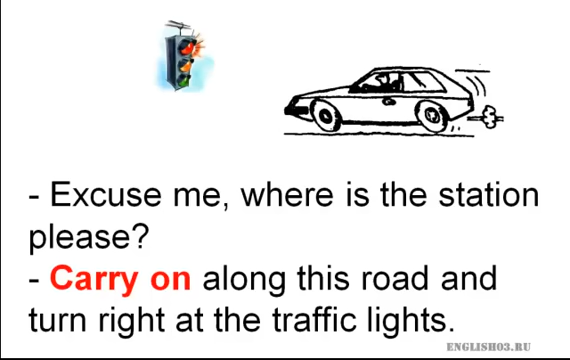 - Excuse me, where is the station
please?
- Carry on along this road and
turn right at the traffic lights.
ENGLISH03.RU